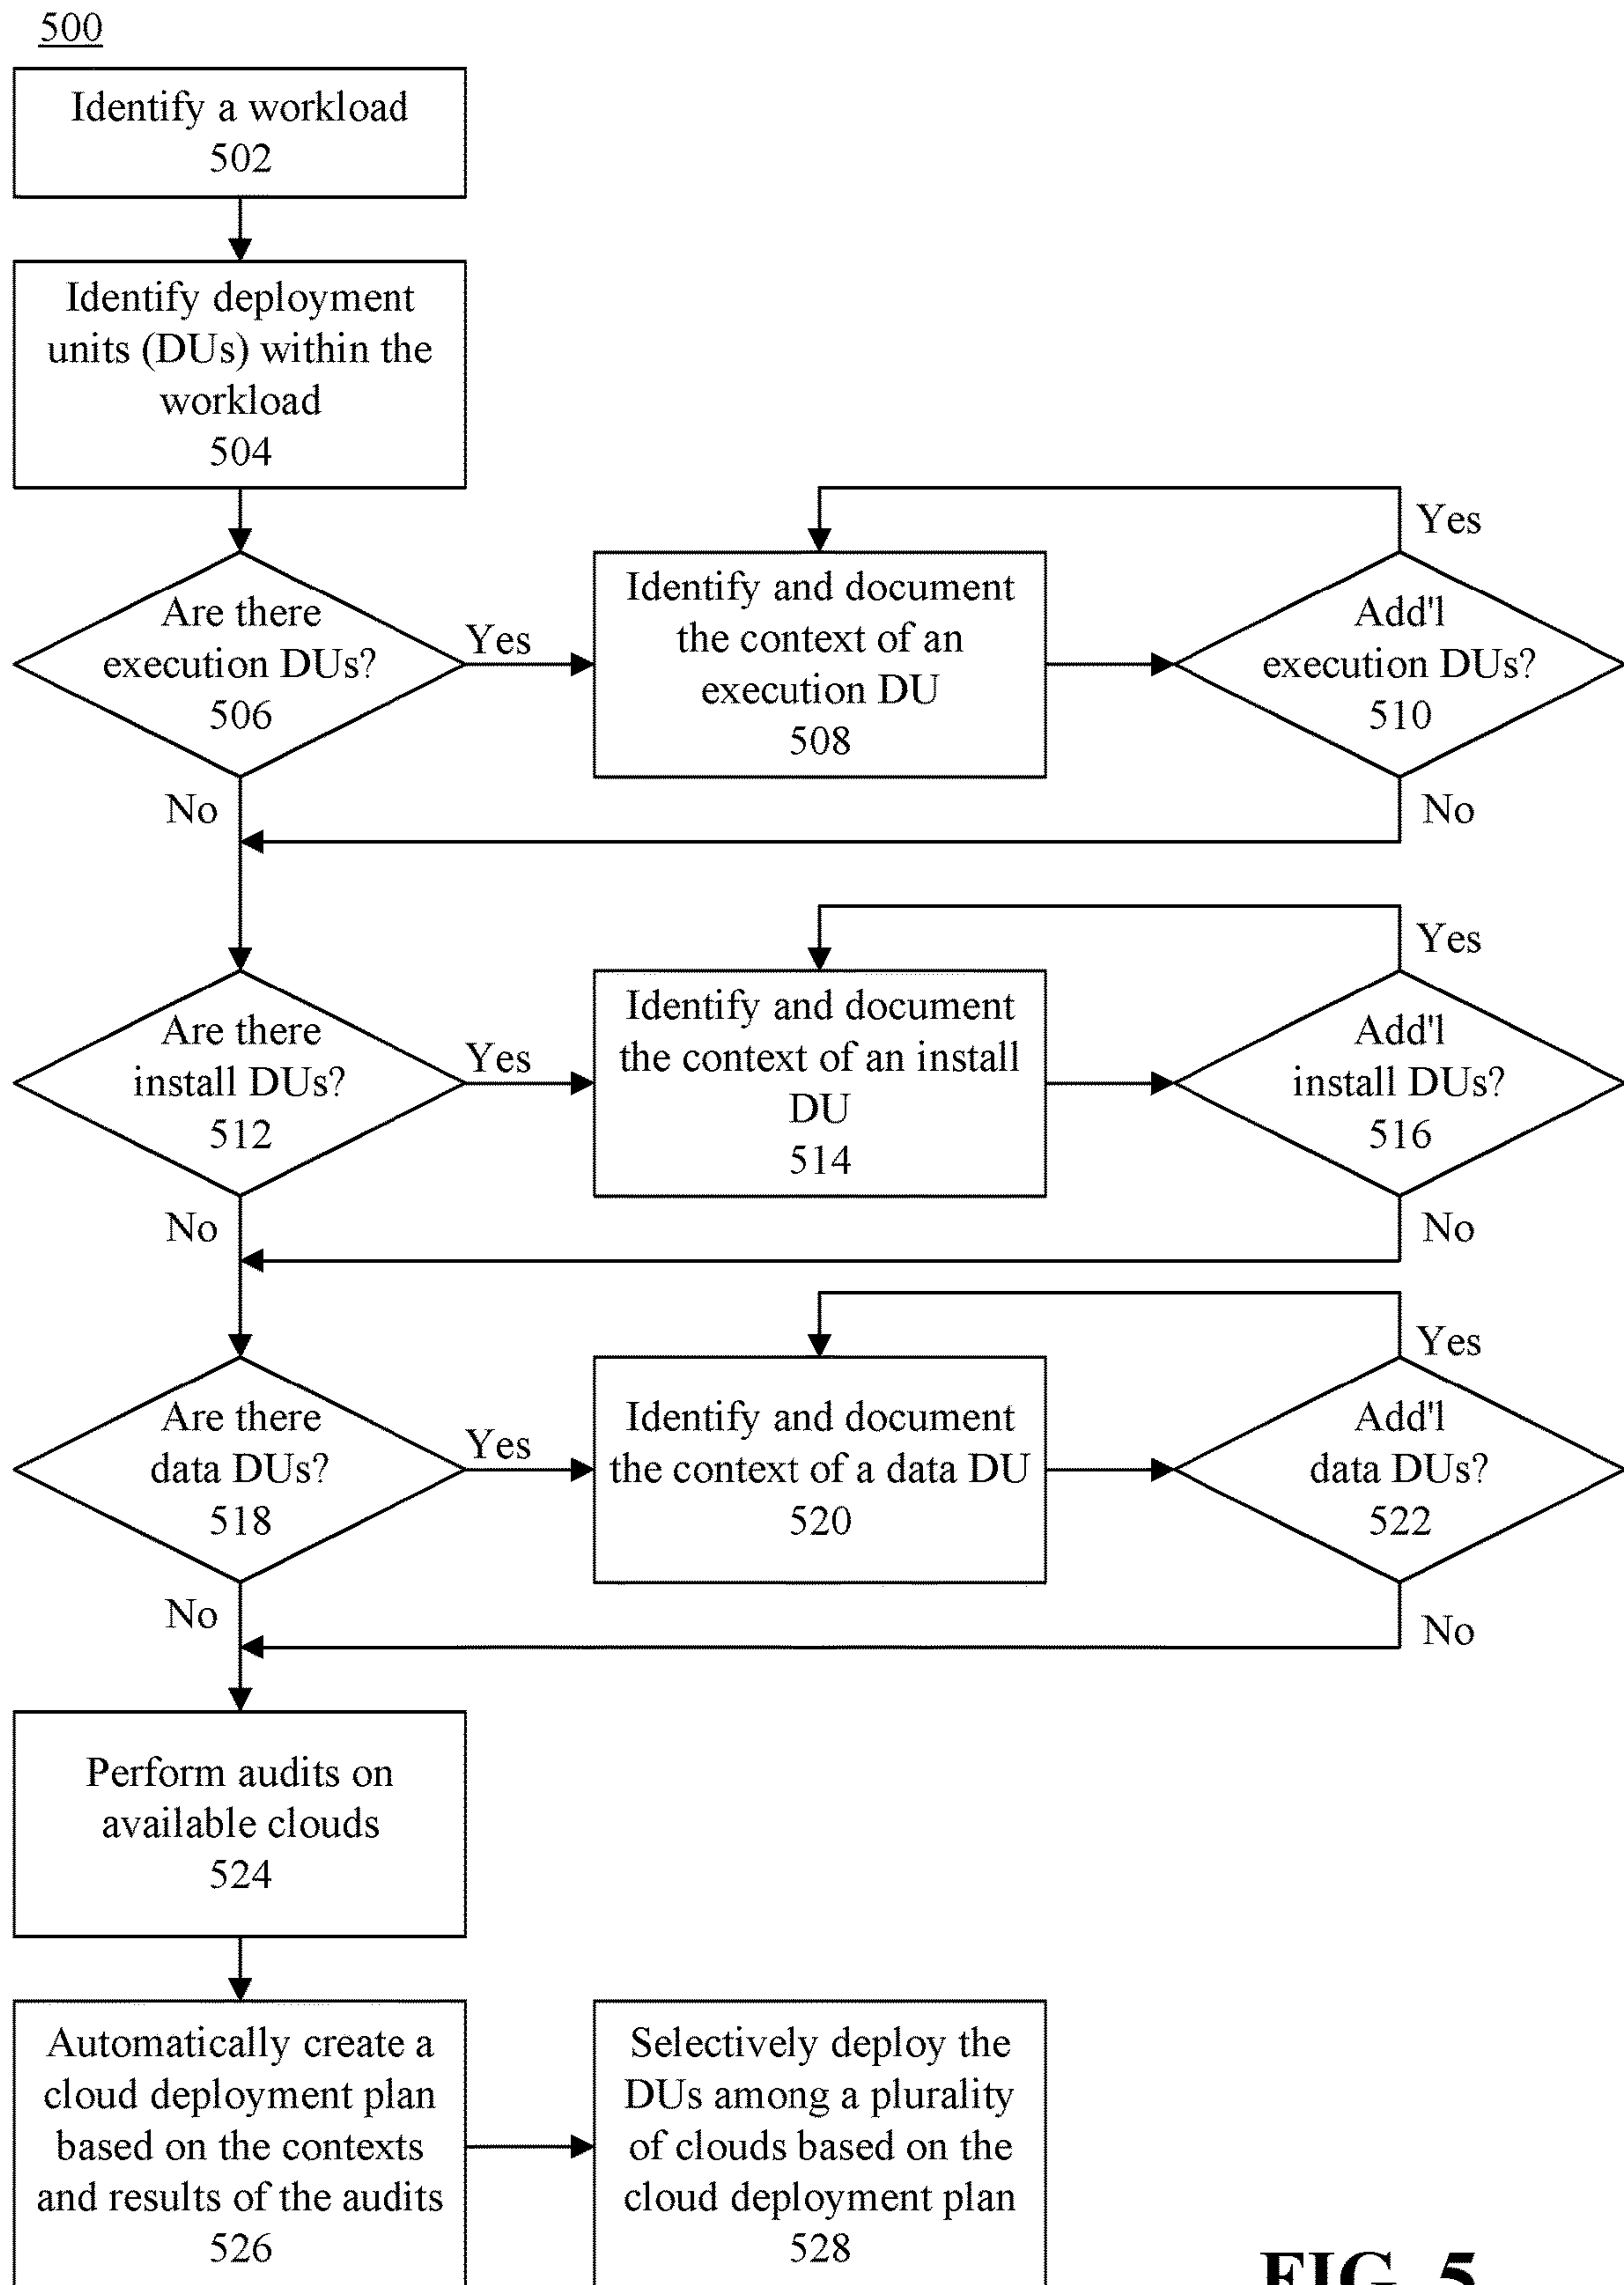 500
Identify a workload
502
Identify deployment
units (DUs) within the
workload
504
Are there
execution DUs?
506
Yes
No
Identify and document
the context of an
execution DU
508
Add'l
execution DUs?
510
Yes
No
Are there
install DUs?
512
Yes
No
Identify and document
the context of an install
DU
514
Add'l
install DUs?
516
Yes
No
Are there
data DUs?
518
Yes
No
Identify and document
the context of a data DU
520
Add'l
data DUs?
522
Yes
No
Perform audits on
available clouds
524
Automatically create a
cloud deployment plan
based on the contexts
and results of the audits
526
Selectively deploy the
DUs among a plurality
of clouds based on the
cloud deployment plan
528
FIG. 5